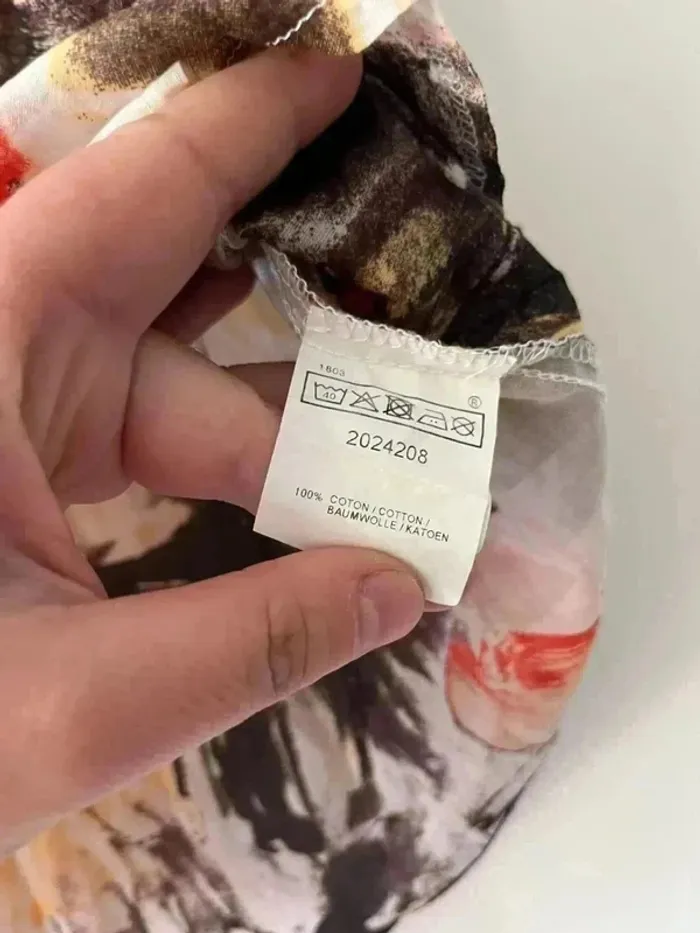 1803
®
40
2024208
100% COTON / COTTON /
BAUMWOLLE / KATOEN